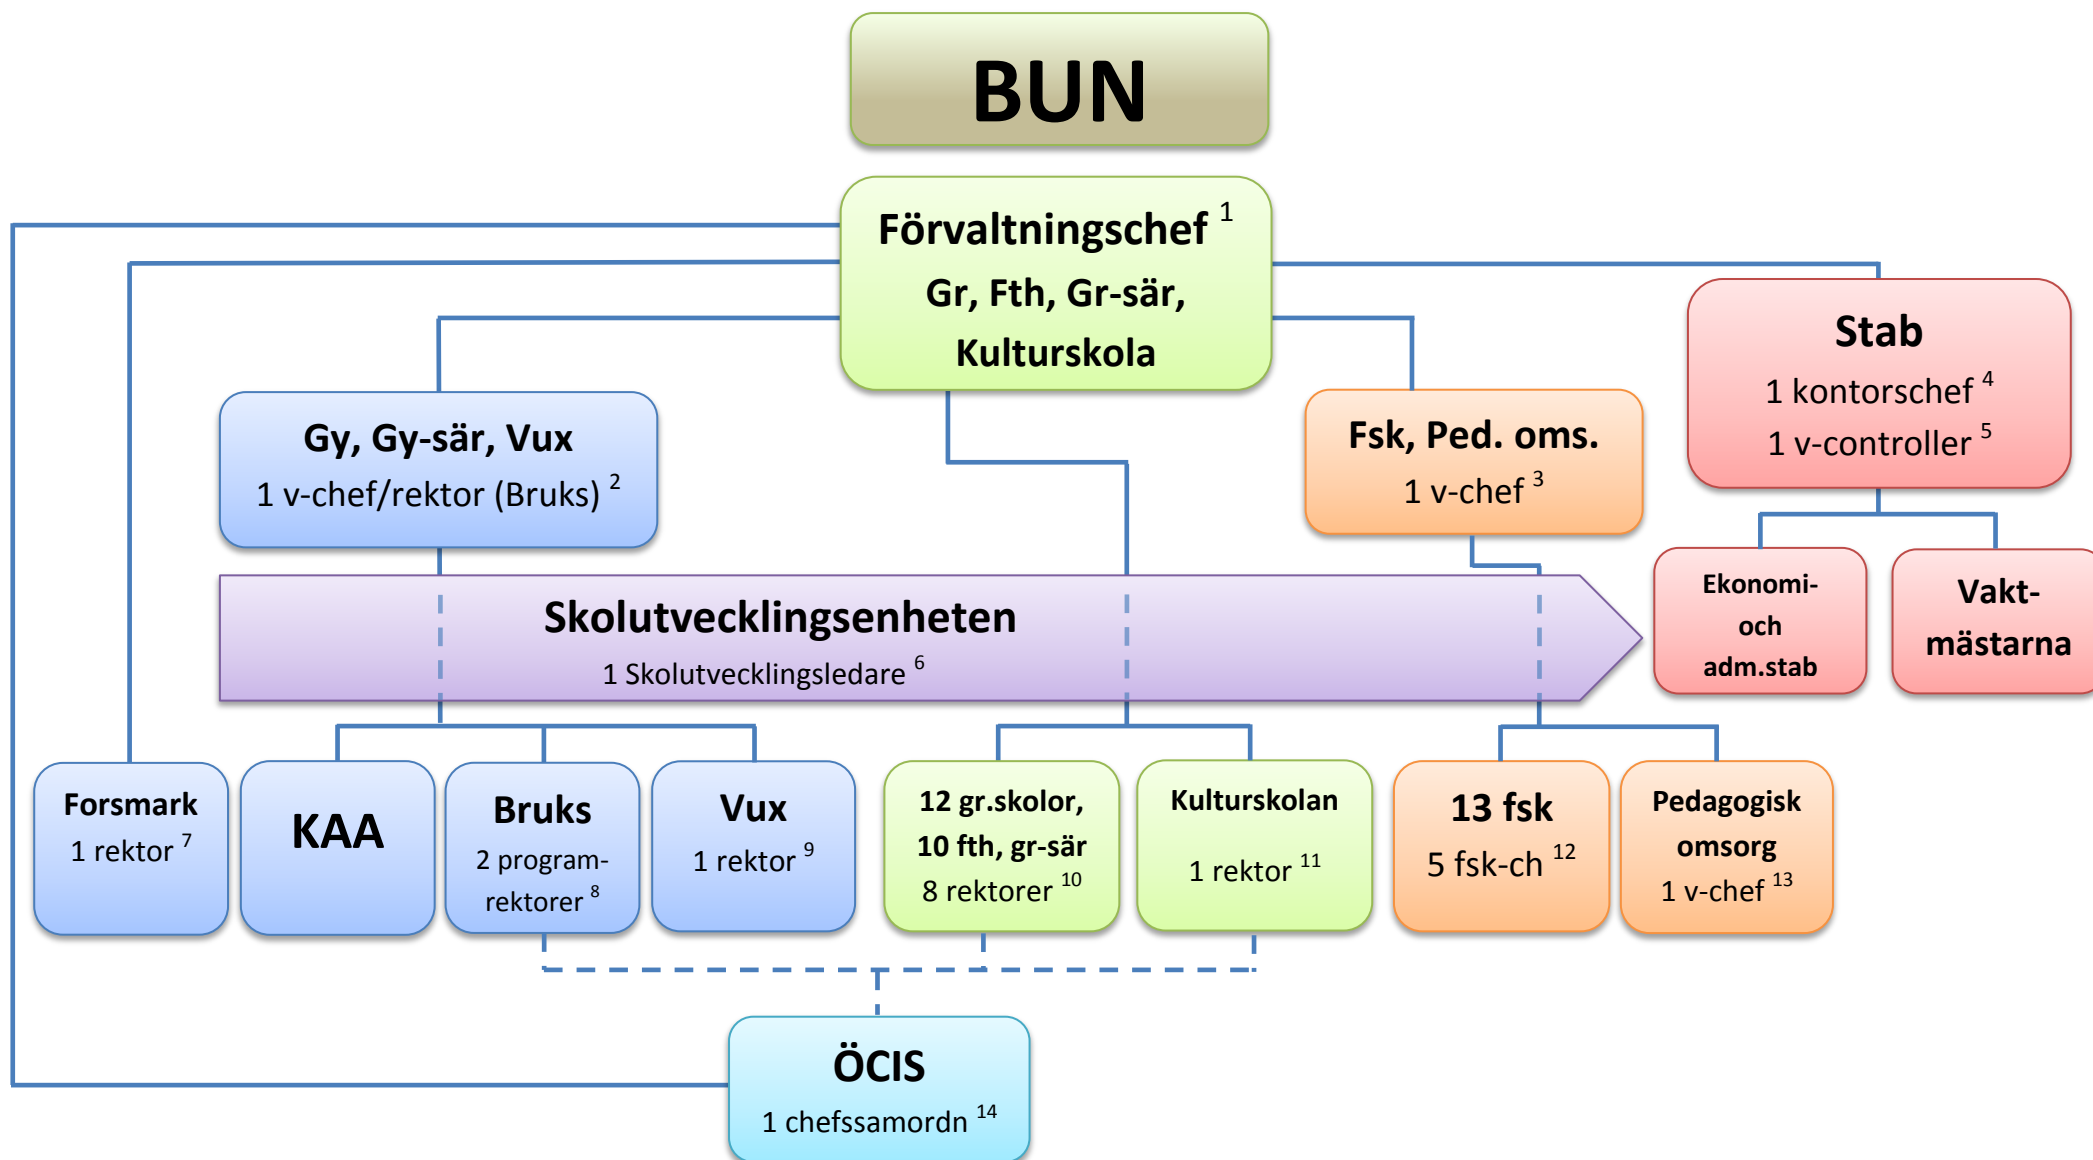 BUN
Förvaltningschef 1
Gr, Fth, Gr-sär,
Kulturskola
Gy, Gy-sär, Vux
1 v-chef/rektor (Bruks) 2
Fsk, Ped. oms.
1 v-chef 3
Stab
1 kontorschef 4
1 v-controller 5
Ekonomi-
och
adm.stab
Vakt-
mästarna
Skolutvecklingsenheten
1 Skolutvecklingsledare 6
Forsmark
1 rektor 7
KAA
Bruks
2 program-
rektorer 8
Vux
1 rektor 9
12 gr.skolor,
10 fth, gr-sär
8 rektorer 10
Kulturskolan
1 rektor 11
13 fsk
5 fsk-ch 12
Pedagogisk
omsorg
1 v-chef 13
ÖCIS
1 chefssamordn 14